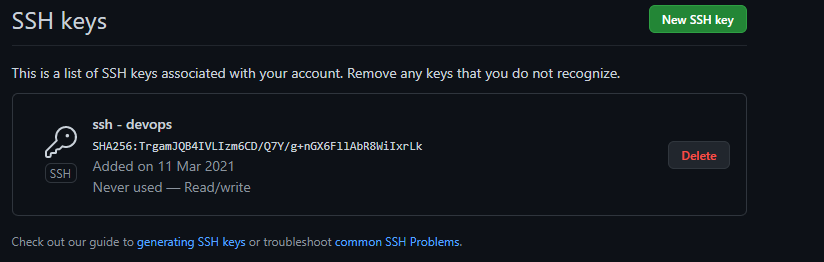 SSH keys
New SSH key
This is a list of SSH keys associated with your account. Remove any keys that you do not recognize.
ssh - devops
SHA256:TrgamJQB4IVLIzm6CD/Q7Y/g+nGX6FllAbR8WiIxrLk
SSH
Added on 11 Mar 2021
Never used — Read/write
Delete
Check out our guide to generating SSH keys or troubleshoot common SSH Problems.